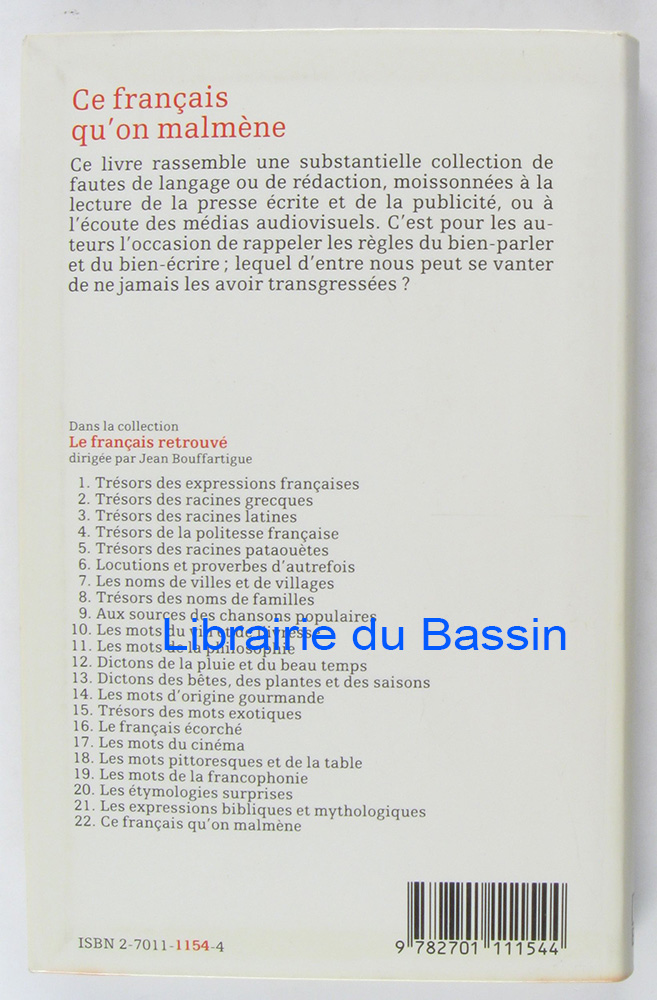 Ce français
qu'on malmène
Ce livre rassemble une substantielle collection de
fautes de langage ou de rédaction, moissonnées à la
lecture de la presse écrite et de la publicité, ou à
l'écoute des médias audiovisuels. C'est pour les au-
teurs l'occasion de rappeler les règles du bien-parler
et du bien-écrire ; lequel d'entre nous peut se vanter
de ne jamais les avoir transgressées ?
Dans la collection
Le français retrouvé
dirigée par Jean Bouffartigue
1. Trésors des expressions françaises
2. Trésors des racines grecques
3. Trésors des racines latines
4. Trésors de la politesse française
5. Trésors des racines pataouètes
6. Locutions et proverbes d'autrefois
7. Les noms de villes et de villages
8. Trésors des noms de familles
9. Aux sources des chansons populaires
10. Les mots du vin et de l'ivresse
Librairie du Bassin
11. Les mots de la philosophie
12. Dictons de la pluie et du beau temps
13. Dictons des bêtes, des plantes et des saisons
14. Les mots d'origine gourmande
15. Trésors des mots exotiques
16. Le français écorché
17. Les mots du cinéma
18. Les mots pittoresques et de la table
19. Les mots de la francophonie
20. Les étymologies surprises
21. Les expressions bibliques et mythologiques
22. Ce français qu'on malmène
ISBN 2-7011-1154-4
9 782701 111544